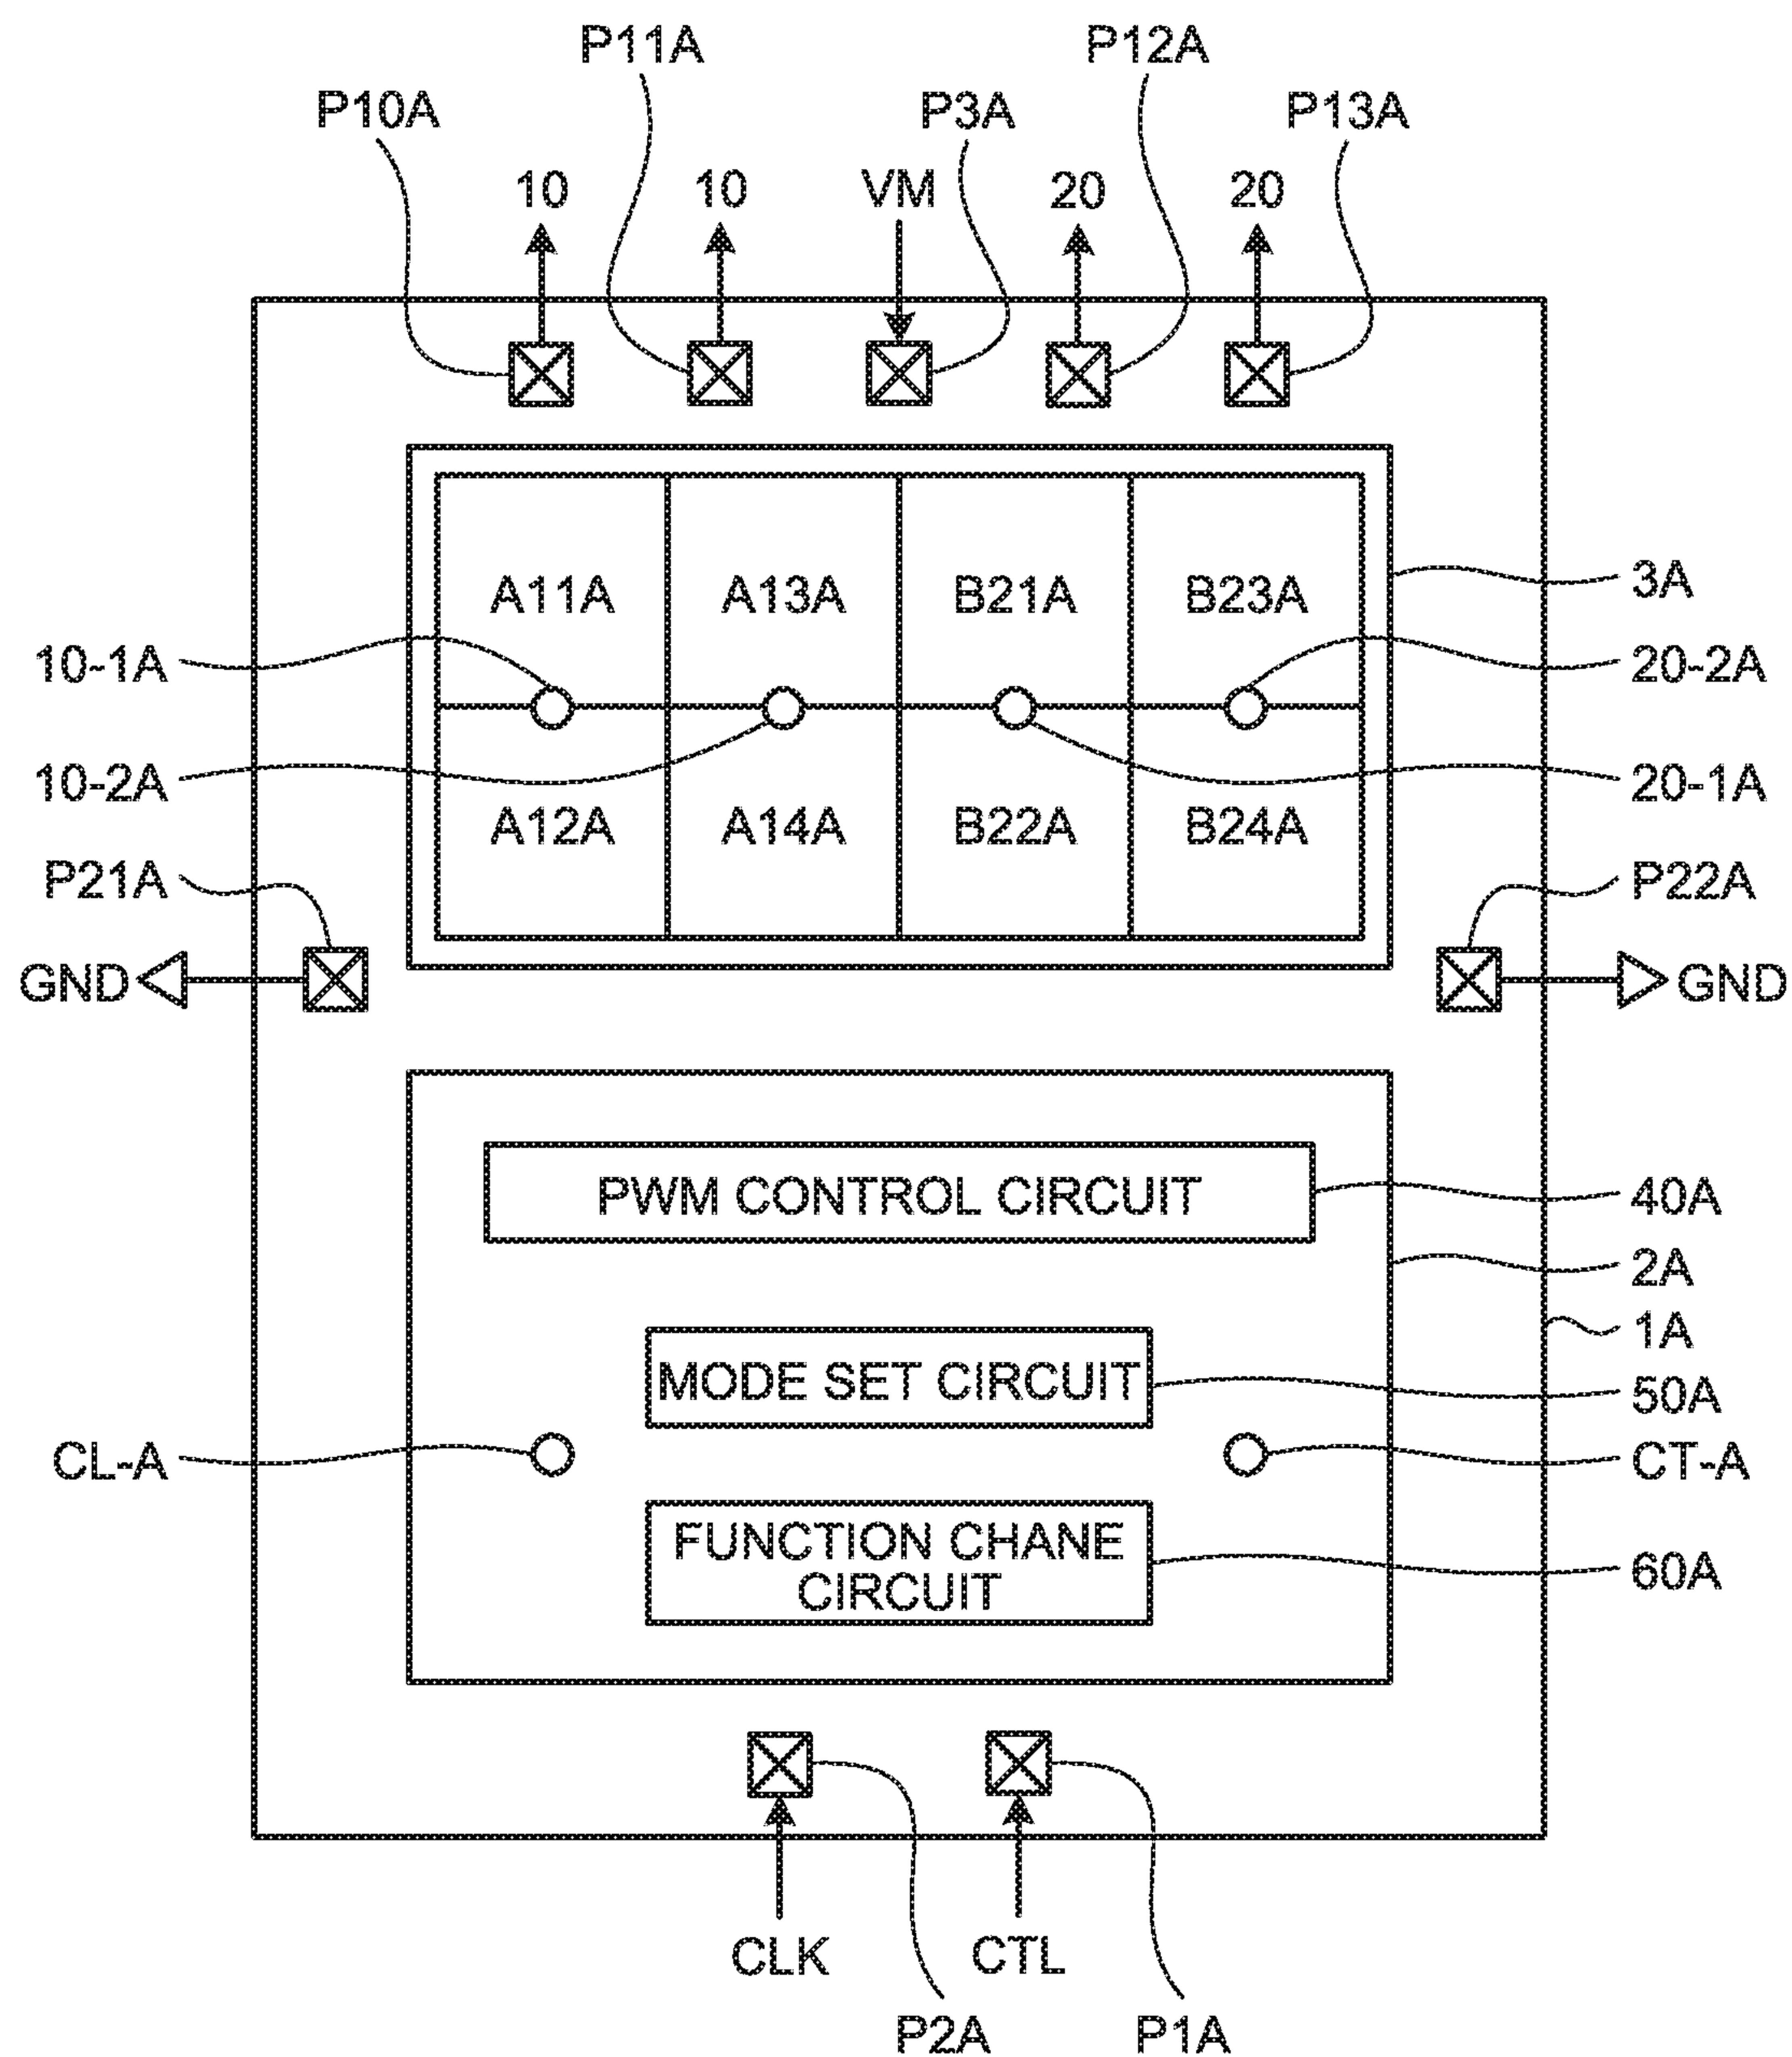 P11A P12A
P10A P3A P13A
10 10 VM 20 20
A11A A13A B21A B23A
3A
10-1A 20-2A
10-2A 20-1A
A12A A14A B22A B24A
P21A P22A
GND GND
PWM CONTROL CIRCUIT 40A
2A
1A
MODE SET CIRCUIT 50A
CL-A CT-A
FUNCTION CHANE
CIRCUIT
60A
CLK CTL
P2A P1A